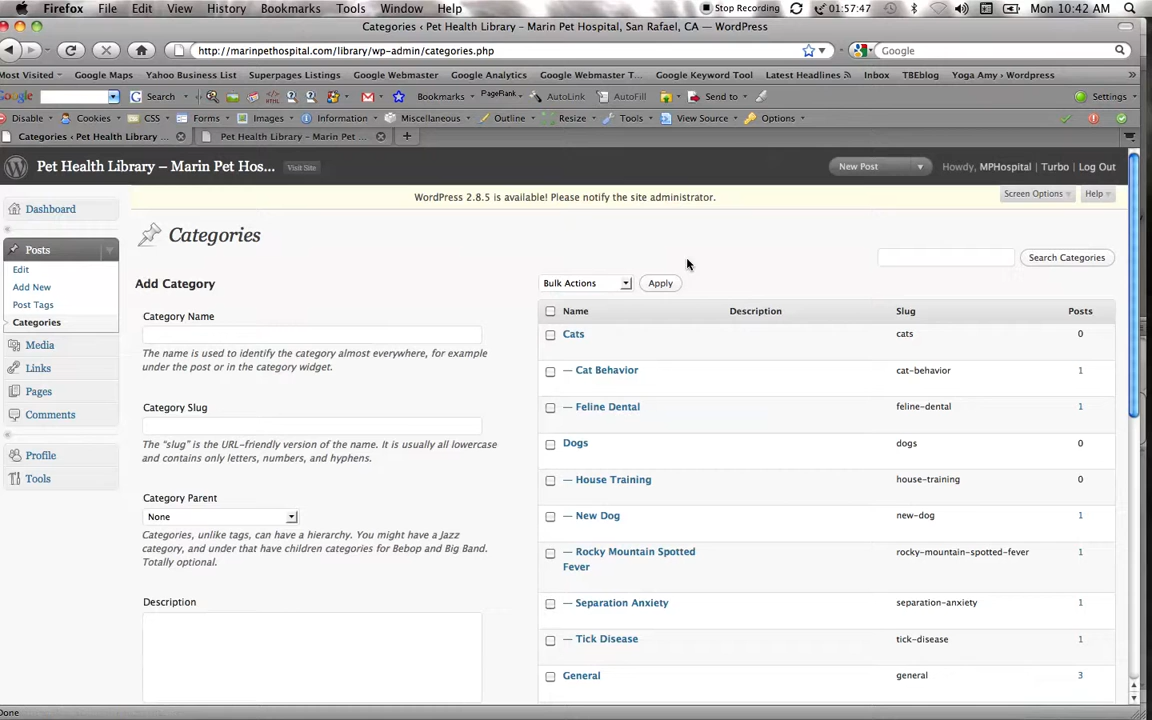 Firefox File Edit View History Bookmarks Tools Window Help Stop Recording 01:57:47 Mon 10:42 AM
Categories ‹ Pet Health Library — Marin Pet Hospital, San Rafael, CA — WordPress
http://marinpethospital.com/library/wp-admin/categories.php Google
Most Visited Google Maps Yahoo Business List Superpages Listings Google Webmaster Google Analytics Google Webmaster T... Google Keyword Tool Latest Headlines Inbox TBEblog Yoga Amy › Wordpress »
Google Search Bookmarks PageRank AutoLink AutoFill Send to Settings
Disable Cookies CSS Forms Images Information Miscellaneous Outline Resize Tools View Source Options
Categories ‹ Pet Health Library ... Pet Health Library – Marin Pet ...
Pet Health Library – Marin Pet Hos... Visit Site New Post Howdy, MPHospital | Turbo | Log Out
WordPress 2.8.5 is available! Please notify the site administrator. Screen Options Help
Dashboard
Posts
Edit
Add New
Post Tags
Categories
Media
Links
Pages
Comments
Profile
Tools
Categories
Search Categories
Add Category
Category Name
The name is used to identify the category almost everywhere, for example
under the post or in the category widget.
Category Slug
The “slug” is the URL-friendly version of the name. It is usually all lowercase
and contains only letters, numbers, and hyphens.
Category Parent
None
Categories, unlike tags, can have a hierarchy. You might have a Jazz
category, and under that have children categories for Bebop and Big Band.
Totally optional.
Description
Bulk Actions Apply
Name Description Slug Posts
Cats cats 0
— Cat Behavior cat-behavior 1
— Feline Dental feline-dental 1
Dogs dogs 0
— House Training house-training 0
— New Dog new-dog 1
— Rocky Mountain Spotted rocky-mountain-spotted-fever 1
Fever
— Separation Anxiety separation-anxiety 1
— Tick Disease tick-disease 1
General general 3
Done